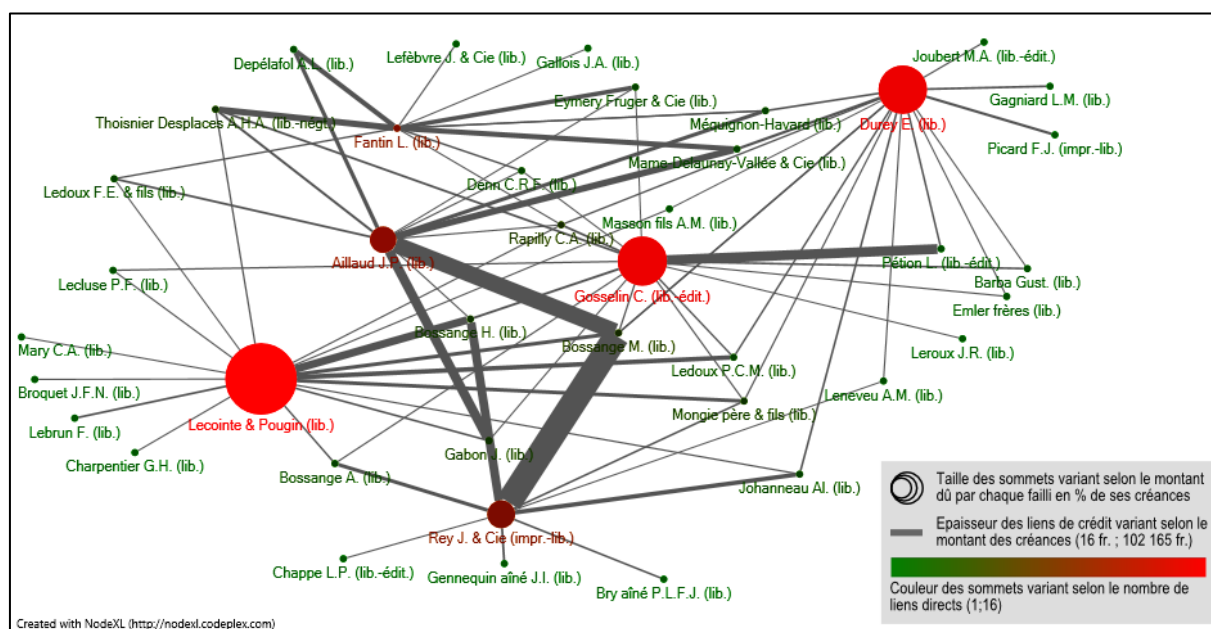 Depélafol A.L. (lib.)
Lefèbvre J. & Cie (lib.)
Gallois J.A. (lib.)
Joubert M.A. (lib.-édit.)
Gagniard L.M. (lib.)
Eymery Fruger & Cie (lib.)
Thoisnier Desplaces A.H.A. (lib.-négt.)
Méquignon-Havard (lib.)
Durey E. (lib.)
Fantin L. (lib.)
Picard F.J. (impr.-lib.)
Mame-Delaunay-Vallée & Cie (lib.)
Denn C.R.F. (lib.)
Ledoux F.E. & fils (lib.)
Masson fils A.M. (lib.)
Rapilly C.A. (lib.)
Aillaud J.P. (lib.)
Pétion L. (lib.-édit.)
Lecluse P.F. (lib.)
Gosselin C. (lib.-édit.)
Barba Gust. (lib.)
Emler frères (lib.)
Bossange H. (lib.)
Bossange M. (lib.)
Mary C.A. (lib.)
Leroux J.R. (lib.)
Ledoux P.C.M. (lib.)
Broquet J.F.N. (lib.)
Leneveu A.M. (lib.)
Mongie père & fils (lib.)
Lecointe & Pougin (lib.)
Lebrun F. (lib.)
Gabon J. (lib.)
Charpentier G.H. (lib.)
Bossange A. (lib.)
Johanneau Al. (lib.)
Rey J. & Cie (impr.-lib.)
Chappe L.P. (lib.-édit.)
Gennequin aîné J.I. (lib.)
Bry aîné P.L.F.J. (lib.)
Taille des sommets variant selon le montant
dû par chaque failli en % de ses créances
Epaisseur des liens de crédit variant selon le
montant des créances (16 fr. ; 102 165 fr.)
Couleur des sommets variant selon le nombre de
liens directs (1;16)
Created with NodeXL (http://nodexl.codeplex.com)